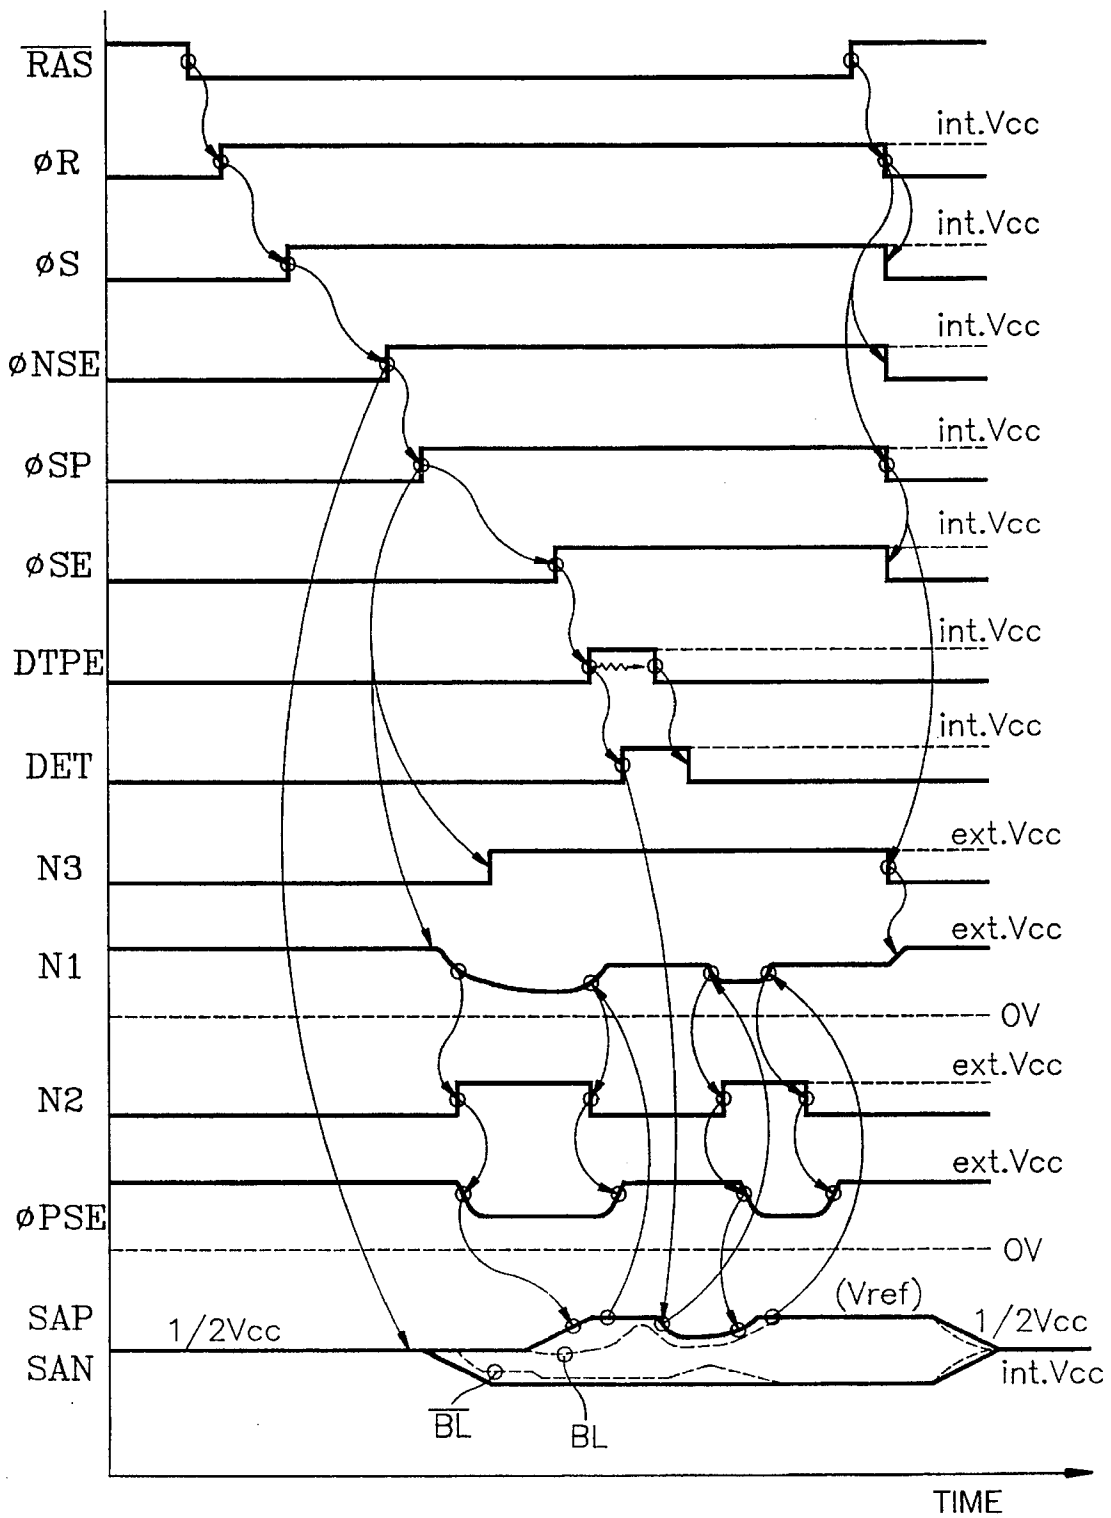 RAS
int.Vcc
øR
int.Vcc
øS
int.Vcc
øNSE
int.Vcc
øSP
int.Vcc
øSE
int.Vcc
DTPE
int.Vcc
DET
ext.Vcc
N3
ext.Vcc
N1
0V
ext.Vcc
N2
ext.Vcc
øPSE
0V
SAP (Vref)
1/2Vcc 1/2Vcc
SAN int.Vcc
BL BL
TIME